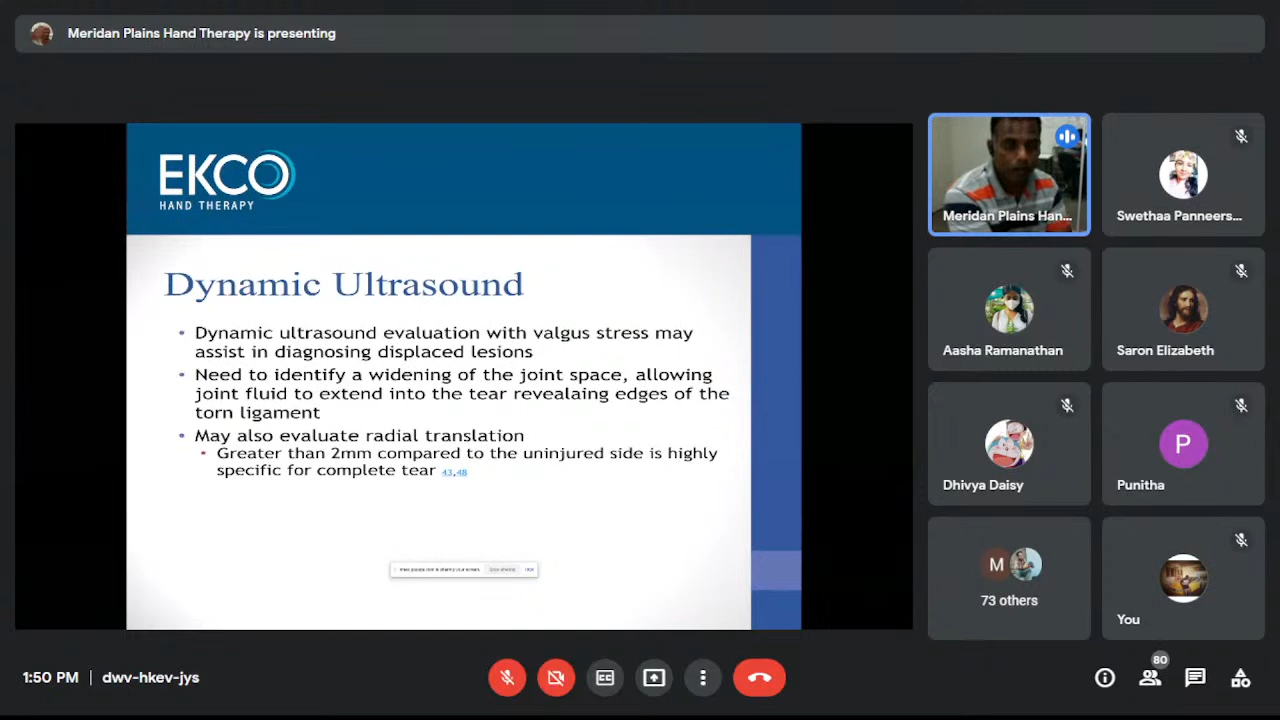 Meridan Plains Hand Therapy is presenting
EKCO
HAND THERAPY
Dynamic Ultrasound
• Dynamic ultrasound evaluation with valgus stress may
assist in diagnosing displaced lesions
• Need to identify a widening of the joint space, allowing
joint fluid to extend into the tear revealaing edges of the
torn ligament
• May also evaluate radial translation
• Greater than 2mm compared to the uninjured side is highly
specific for complete tear 43,48
Meridan Plains Han...
Swethaa Panneers...
Aasha Ramanathan
Saron Elizabeth
Dhivya Daisy
P
Punitha
M
73 others
You
1:50 PM | dwv-hkev-jys
80